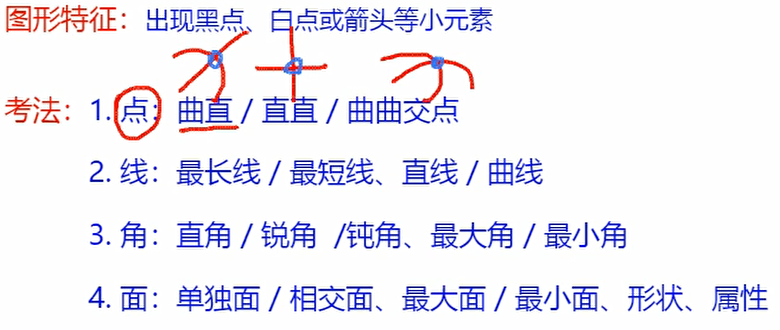 图形特征：出现黑点、白点或箭头等小元素
考法：1. 点：曲直 / 直直 / 曲曲交点
2. 线：最长线 / 最短线、直线 / 曲线
3. 角：直角 / 锐角 /钝角、最大角 / 最小角
4. 面：单独面 / 相交面、最大面 / 最小面、形状、属性